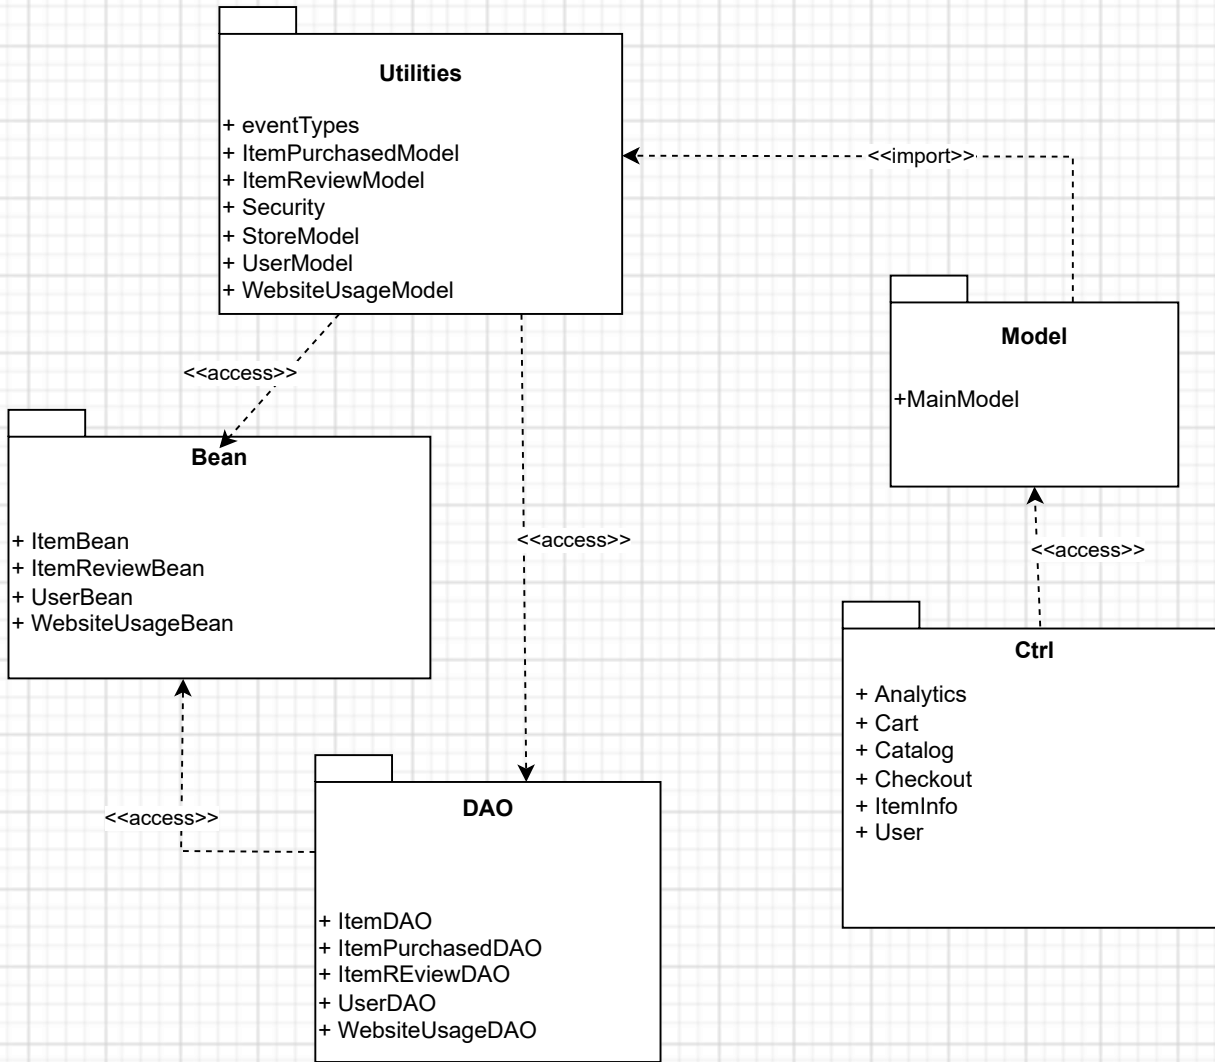 Utilities
+ eventTypes
+ ItemPurchasedModel
+ ItemReviewModel
+ Security
+ StoreModel
+ UserModel
+ WebsiteUsageModel
<<import>>
Model
+MainModel
<<access>>
Bean
+ ItemBean
+ ItemReviewBean
+ UserBean
+ WebsiteUsageBean
<<access>>
<<access>>
Ctrl
+ Analytics
+ Cart
+ Catalog
+ Checkout
+ ItemInfo
+ User
<<access>>
DAO
+ ItemDAO
+ ItemPurchasedDAO
+ ItemREviewDAO
+ UserDAO
+ WebsiteUsageDAO